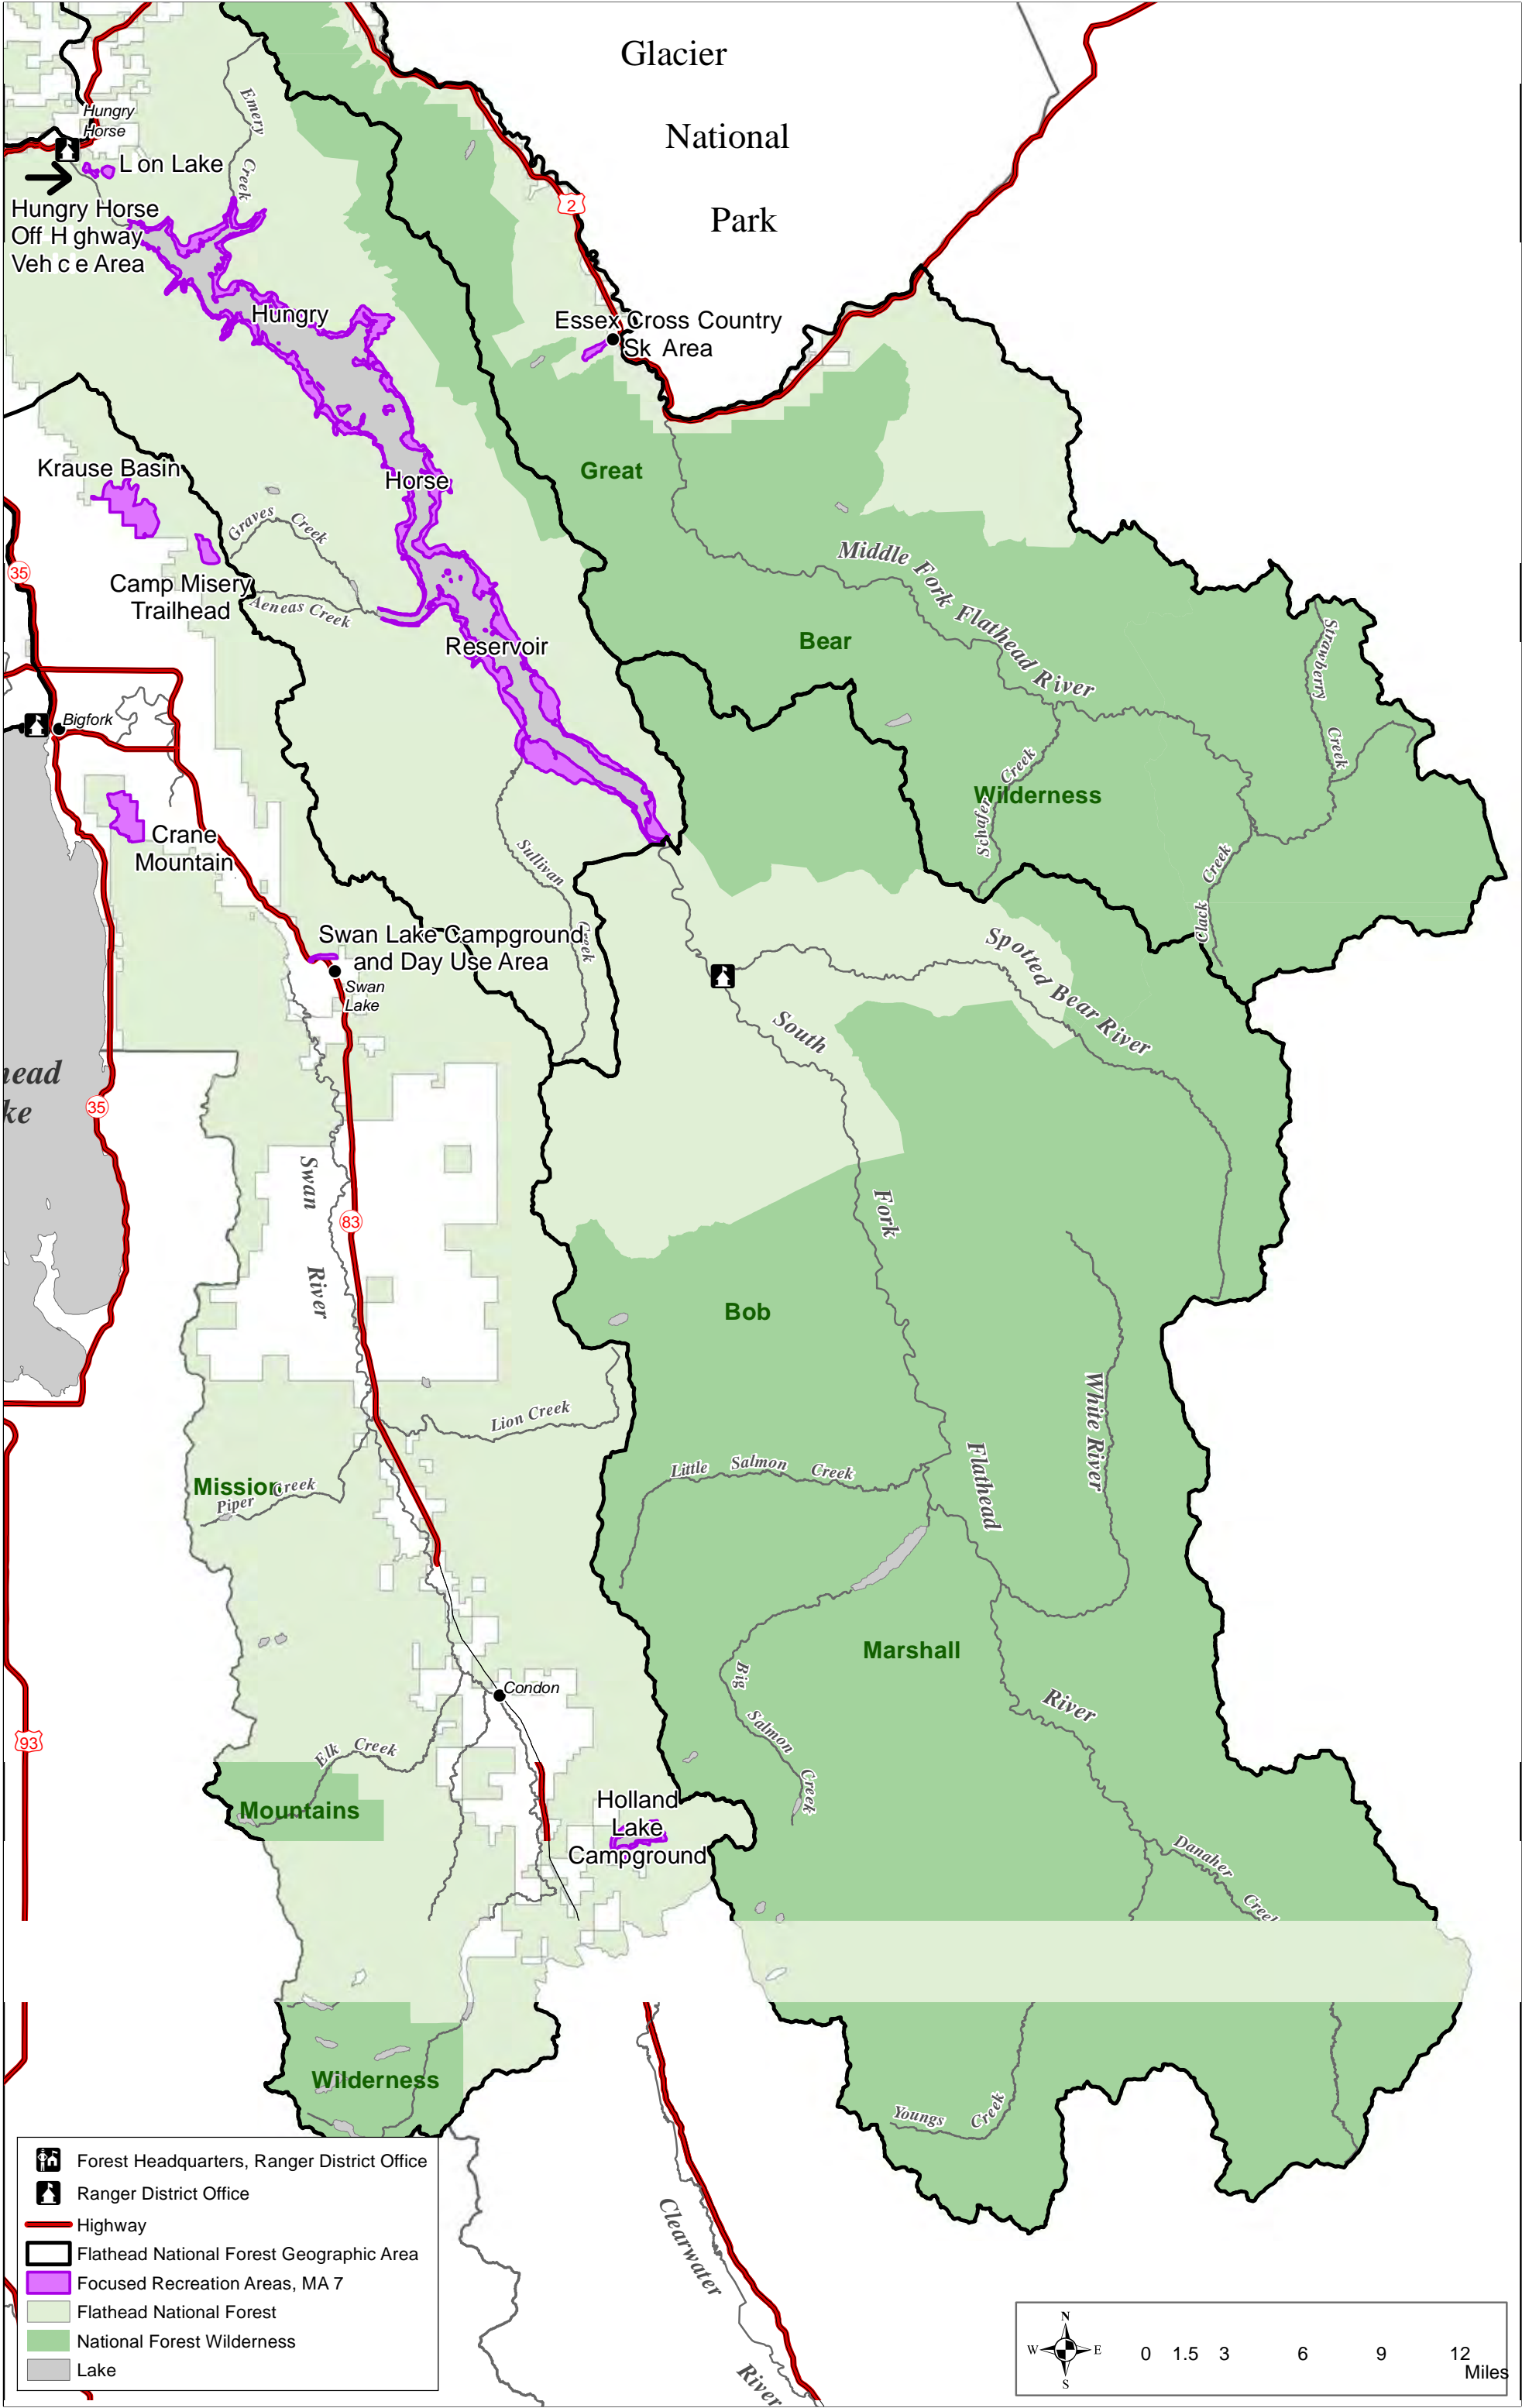 Glacier
National
Park
Emery
Creek
Hungry
Horse
L on Lake
Hungry Horse
Off H ghway
Veh c e Area
2
Hungry
Essex Cross Country
Sk Area
Krause Basin
Horse
Great
Graves Creek
35
Camp Misery
Trailhead
Aeneas Creek
Middle Fork Flathead River
Reservoir
Bear
Strawberry
Creek
Bigfork
Schafer Creek
Wilderness
Crane
Mountain
Sullivan
Creek
Clack Creek
Swan Lake Campground
and Day Use Area
Swan
Lake
Spotted Bear River
South
head
ke
35
Swan
River
83
Fork
Bob
Lion Creek
White River
Little Salmon Creek
Flathead
Mission
Piper Creek
Marshall
Big
Salmon
Creek
Condon
River
93
Elk Creek
Mountains
Holland
Lake
Campground
Danaher
Creek
Wilderness
Youngs Creek
Clearwater
River
Forest Headquarters, Ranger District Office
Ranger District Office
Highway
Flathead National Forest Geographic Area
Focused Recreation Areas, MA 7
Flathead National Forest
National Forest Wilderness
Lake
N
W E
S
0 1.5 3 6 9 12
Miles